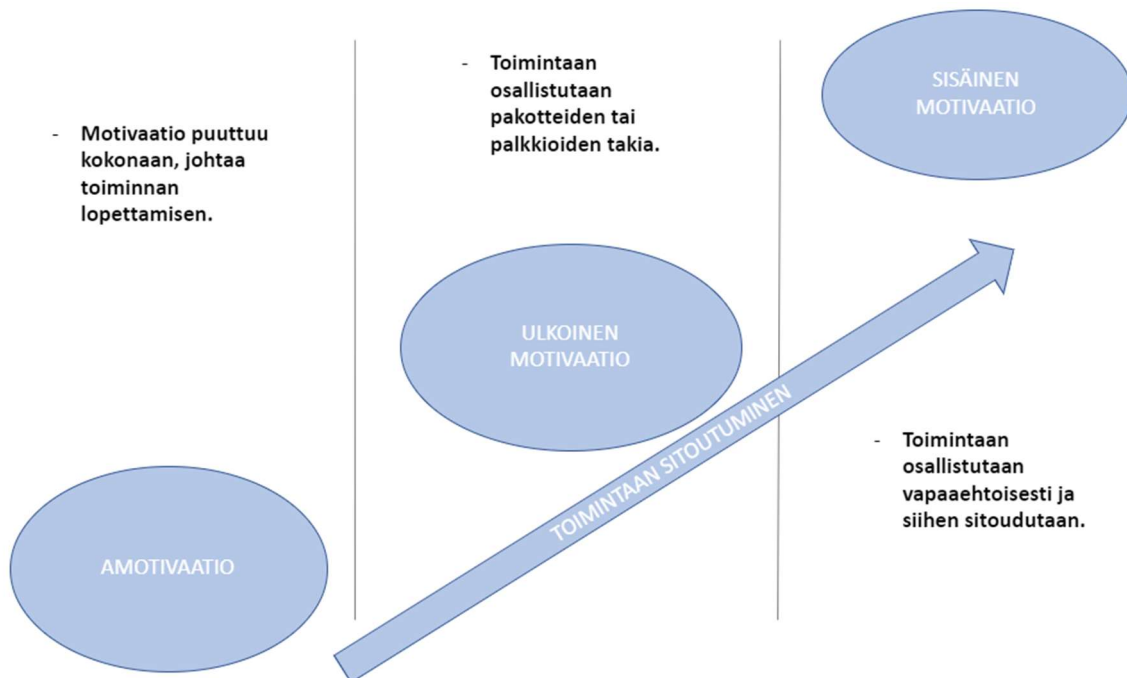 - Motivaatio puuttuu
kokonaan, johtaa
toiminnan
lopettamisen.
AMOTIVAATIO
- Toimintaan
osallistutaan
pakotteiden tai
palkkioiden takia.
ULKOINEN
MOTIVAATIO
SISÄINEN
MOTIVAATIO
- Toimintaan
osallistutaan
vapaaehtoisesti ja
siihen sitoudutaan.
TOIMINTAAN SITOUTUMINEN